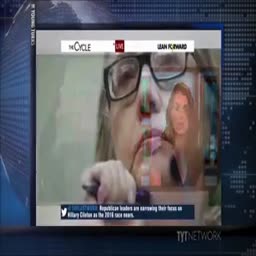 THE CYCLE
LIVE
LEAN FORWARD
Republican leaders are narrowing their focus on
Hillary Clinton as the 2016 race nears.
TYT NETWORK